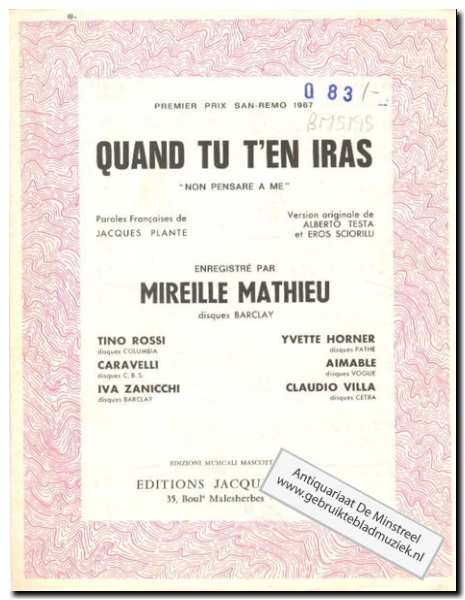 Q 83/-
PREMIER PRIX SAN-REMO 1967
QUAND TU T'EN IRAS
"NON PENSARE A ME"
Paroles Françaises de
JACQUES PLANTE
Version originale de
ALBERTO TESTA
et EROS SCIORILLI
ENREGISTRÉ PAR
MIREILLE MATHIEU
disques BARCLAY
TINO ROSSI
disques COLUMBIA
CARAVELLI
disques C.B.S.
IVA ZANICCHI
disques BARCLAY
YVETTE HORNER
disques PATHE
AIMABLE
disques VOGUE
CLAUDIO VILLA
disques CETRA
EDIZIONI MUSICALI MASCOTT
EDITIONS JACQU
35, Boulᵈ Malesherbes
Antiquariaat De Minstreel
www.gebruiktebladmuziek.nl